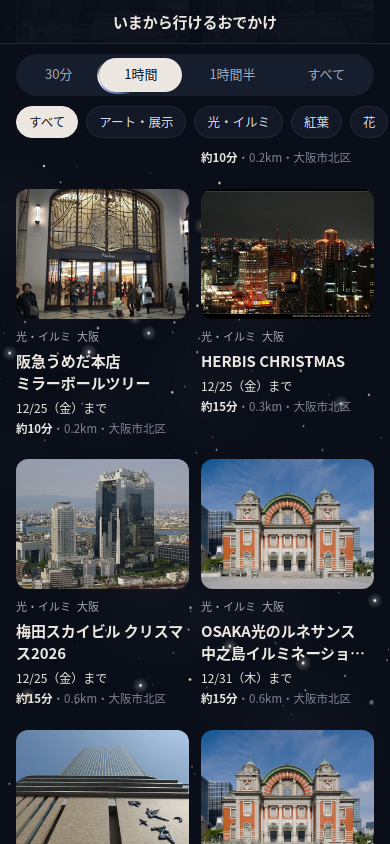 いまから行けるおでかけ
30分
1時間
1時間半
すべて
すべて
アート・展示
光・イルミ
紅葉
花
約10分・0.2km・大阪市北区
光・イルミ 大阪
阪急うめだ本店
ミラーボールツリー
12/25（金）まで
約10分・0.2km・大阪市北区
光・イルミ 大阪
HERBIS CHRISTMAS
12/25（金）まで
約15分・0.3km・大阪市北区
光・イルミ 大阪
梅田スカイビル クリスマ
ス2026
12/25（金）まで
約15分・0.6km・大阪市北区
光・イルミ 大阪
OSAKA光のルネサンス
中之島イルミネーショ…
12/31（木）まで
約15分・0.6km・大阪市北区